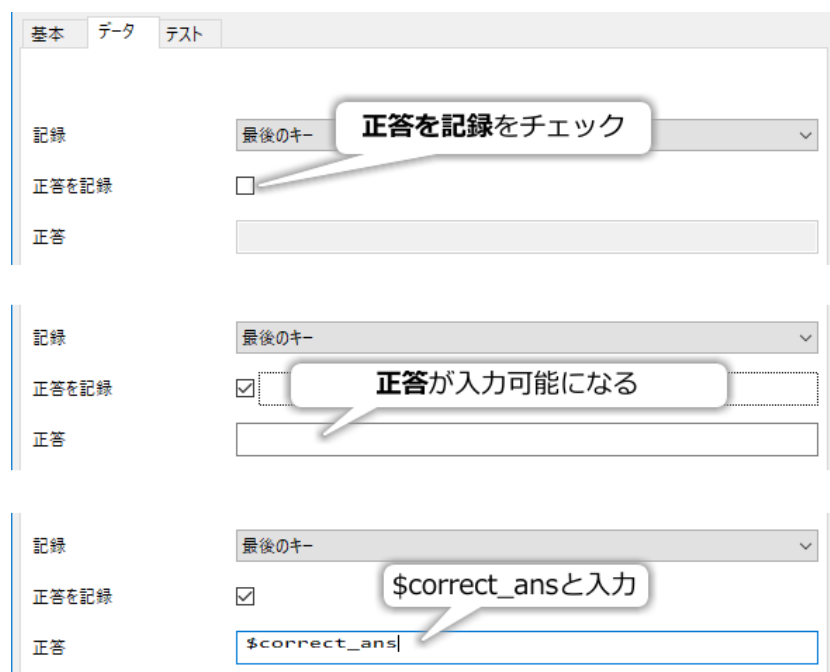 基本 データ テスト
記録 最後のキー
正答を記録をチェック
正答を記録
正答
記録 最後のキー
正答を記録
正答が入力可能になる
正答
記録 最後のキー
正答を記録
$correct_ansと入力
正答 $correct_ans